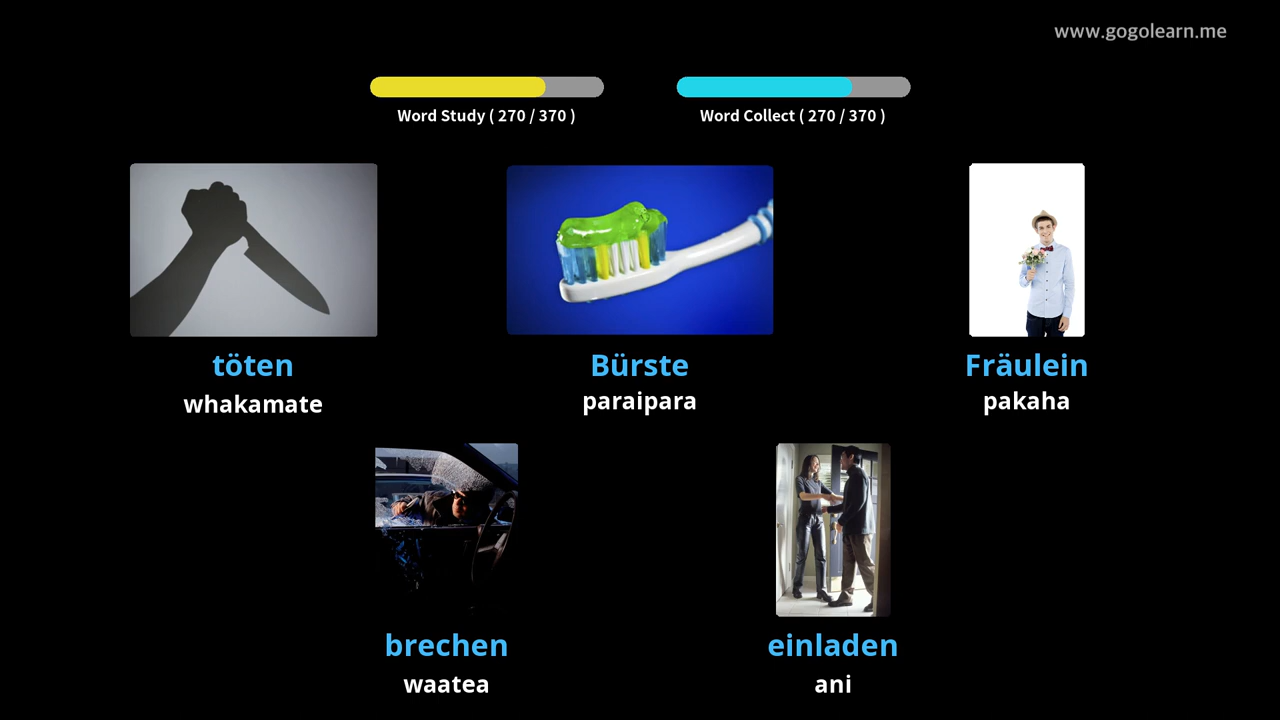 www.gogolearn.me
Word Study ( 270 / 370 )
Word Collect ( 270 / 370 )
töten
whakamate
Bürste
paraipara
Fräulein
pakaha
brechen
waatea
einladen
ani